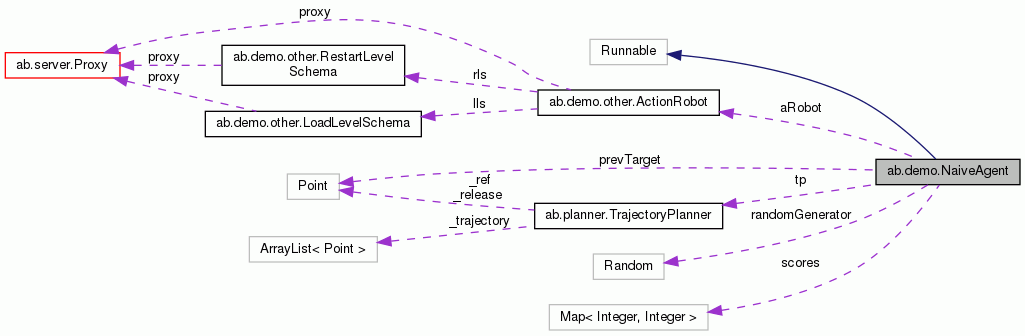 proxy
Runnable
ab.server.Proxy
proxy
proxy
ab.demo.other.RestartLevel
Schema
rls
lls
ab.demo.other.ActionRobot
aRobot
ab.demo.other.LoadLevelSchema
prevTarget
ab.demo.NaiveAgent
Point
_ref
_release
tp
ab.planner.TrajectoryPlanner
randomGenerator
_trajectory
ArrayList< Point >
Random
scores
Map< Integer, Integer >